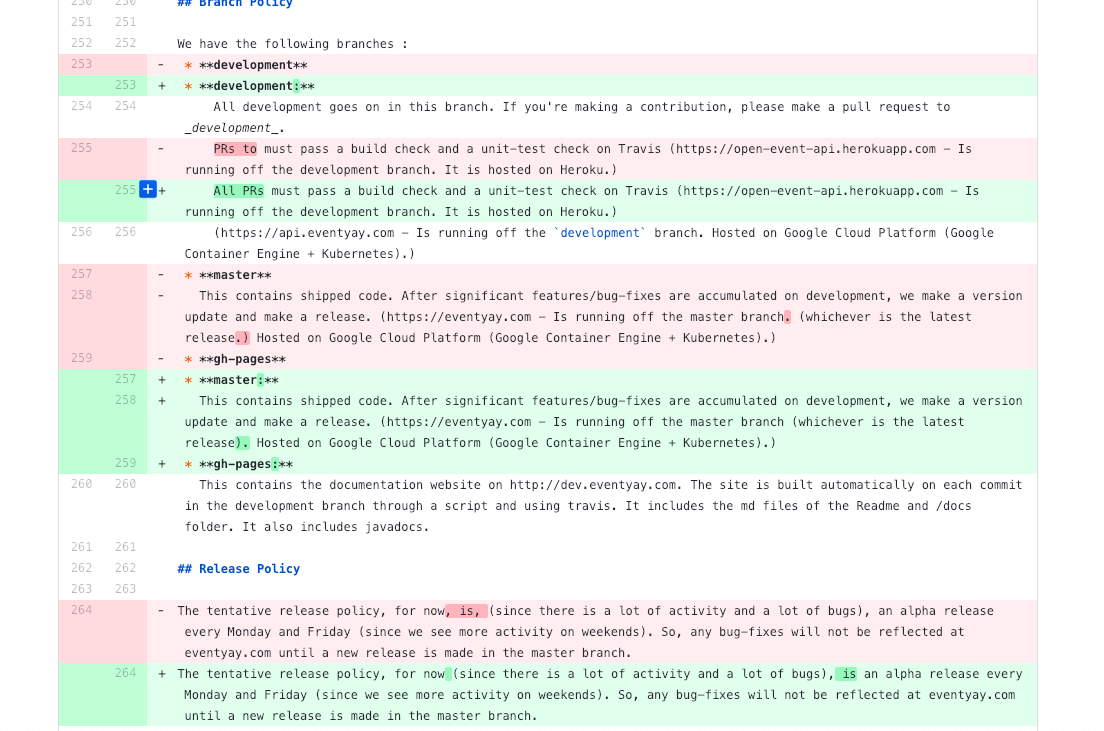 250 250 ## Branch Policy
251 251
252 252 We have the following branches :
253 - * **development**
253 + * **development:**
254 254 All development goes on in this branch. If you're making a contribution, please make a pull request to
_development_.
255 - PRs to must pass a build check and a unit-test check on Travis (https://open-event-api.herokuapp.com - Is
running off the development branch. It is hosted on Heroku.)
255 + + All PRs must pass a build check and a unit-test check on Travis (https://open-event-api.herokuapp.com - Is
running off the development branch. It is hosted on Heroku.)
256 256 (https://api.eventyay.com - Is running off the `development` branch. Hosted on Google Cloud Platform (Google
Container Engine + Kubernetes).)
257 - * **master**
258 - This contains shipped code. After significant features/bug-fixes are accumulated on development, we make a version
update and make a release. (https://eventyay.com - Is running off the master branch. (whichever is the latest
release.) Hosted on Google Cloud Platform (Google Container Engine + Kubernetes).)
259 - * **gh-pages**
257 + * **master:**
258 + This contains shipped code. After significant features/bug-fixes are accumulated on development, we make a version
update and make a release. (https://eventyay.com - Is running off the master branch (whichever is the latest
release). Hosted on Google Cloud Platform (Google Container Engine + Kubernetes).)
259 + * **gh-pages:**
260 260 This contains the documentation website on http://dev.eventyay.com. The site is built automatically on each commit
in the development branch through a script and using travis. It includes the md files of the Readme and /docs
folder. It also includes javadocs.
261 261
262 262 ## Release Policy
263 263
264 - The tentative release policy, for now, is, (since there is a lot of activity and a lot of bugs), an alpha release
every Monday and Friday (since we see more activity on weekends). So, any bug-fixes will not be reflected at
eventyay.com until a new release is made in the master branch.
264 + The tentative release policy, for now (since there is a lot of activity and a lot of bugs), is an alpha release every
Monday and Friday (since we see more activity on weekends). So, any bug-fixes will not be reflected at eventyay.com
until a new release is made in the master branch.